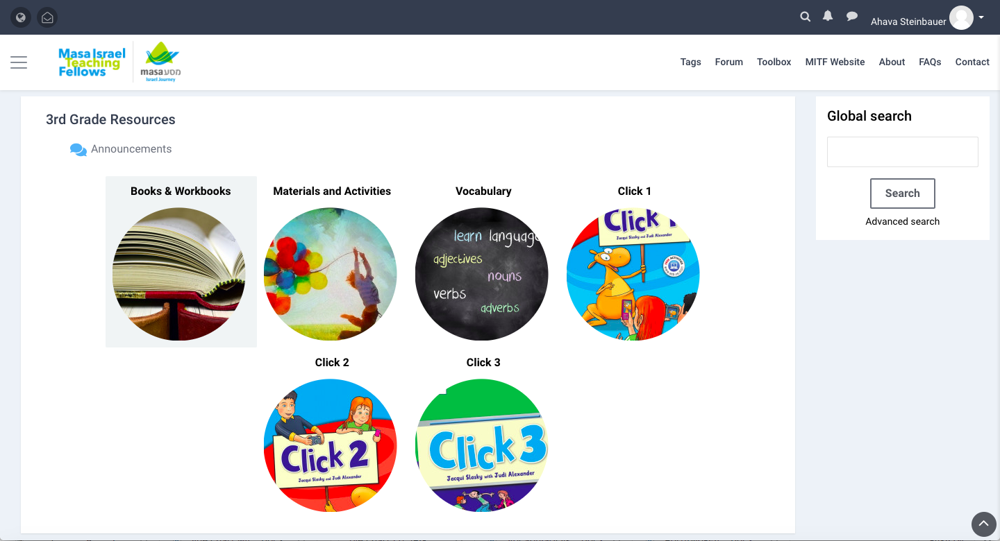 Ahava Steinbauer
Masa Israel
Teaching
Fellows
masa מסע
Israel Journey
Tags Forum Toolbox MITF Website About FAQs Contact
3rd Grade Resources
Announcements
Global search
Search
Advanced search
Books & Workbooks
Materials and Activities
Vocabulary
learn language
adjectives
nouns
verbs
adverbs
Click 1
Click 1
Jacqui Slasky and Judi Alexander
Click 2
Click 2
Jacqui Slasky and Judi Alexander
Click 3
Click 3
Jacqui Slasky with Judi Alexander